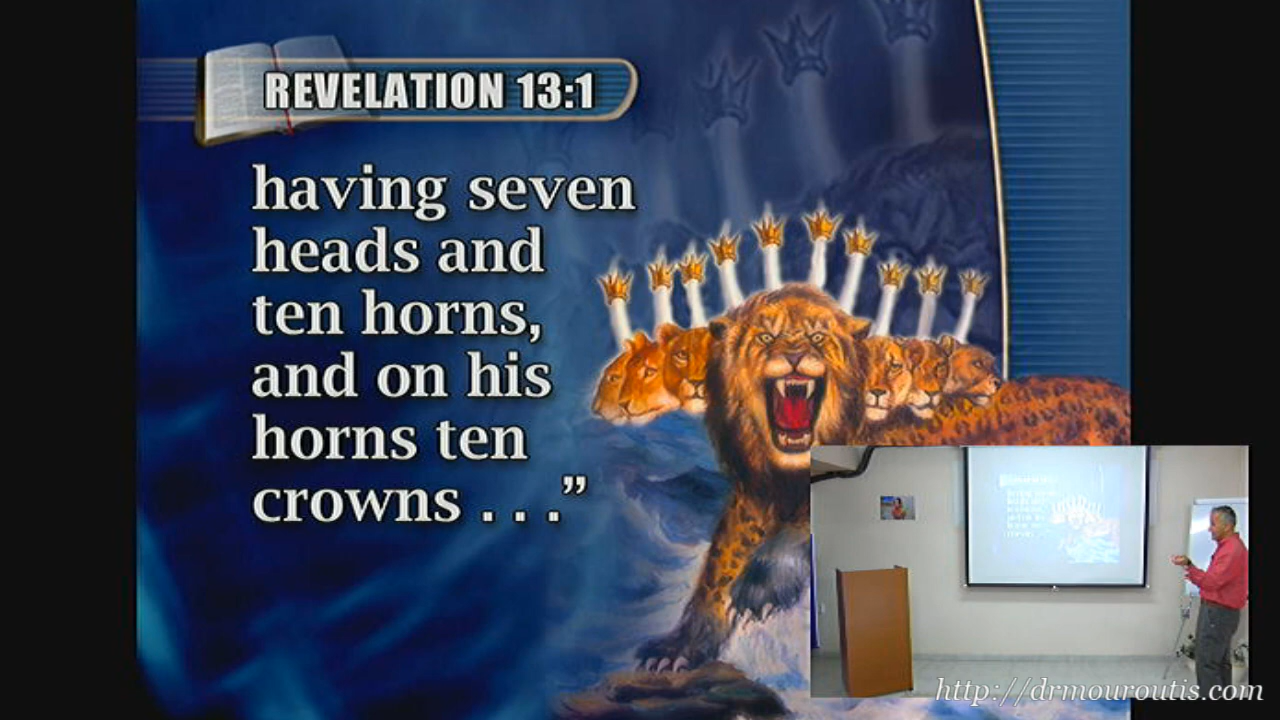 REVELATION 13:1
having seven
heads and
ten horns,
and on his
horns ten
crowns . . .”
http://drmouroutis.com